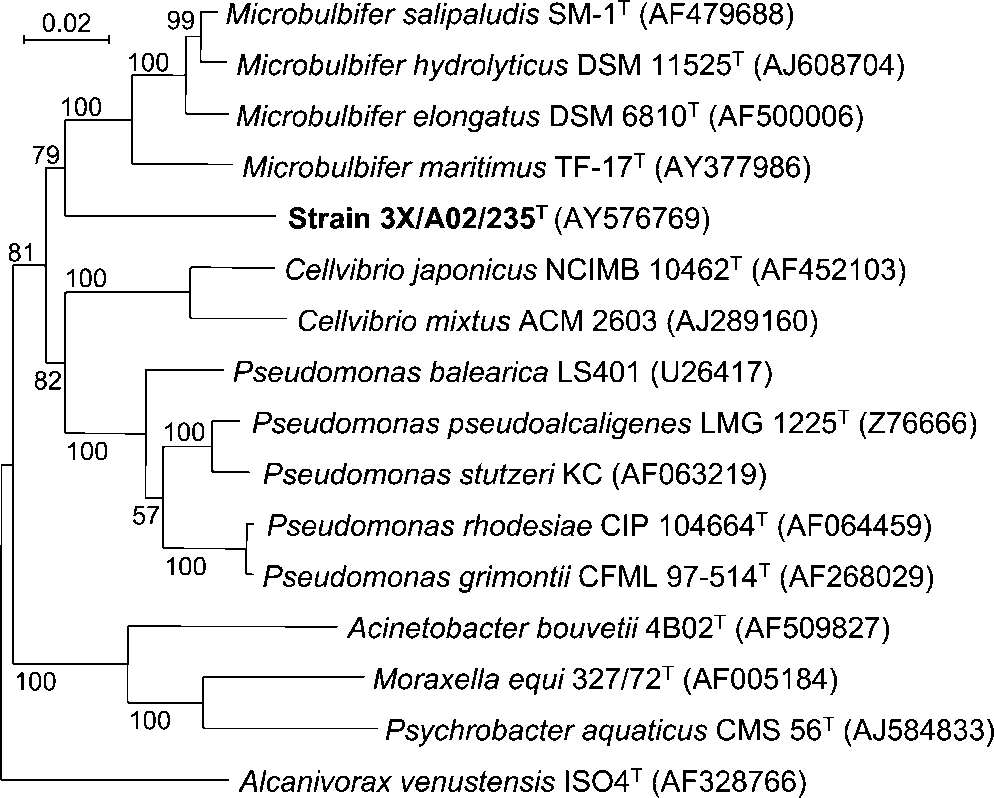 0.02
99
Microbulbifer salipaludis SM-1ᵀ (AF479688)
100
Microbulbifer hydrolyticus DSM 11525ᵀ (AJ608704)
100
Microbulbifer elongatus DSM 6810ᵀ (AF500006)
79
Microbulbifer maritimus TF-17ᵀ (AY377986)
Strain 3X/A02/235ᵀ (AY576769)
81
100
Cellvibrio japonicus NCIMB 10462ᵀ (AF452103)
Cellvibrio mixtus ACM 2603 (AJ289160)
82
Pseudomonas balearica LS401 (U26417)
100
100
Pseudomonas pseudoalcaligenes LMG 1225ᵀ (Z76666)
Pseudomonas stutzeri KC (AF063219)
57
Pseudomonas rhodesiae CIP 104664ᵀ (AF064459)
100
Pseudomonas grimontii CFML 97-514ᵀ (AF268029)
Acinetobacter bouvetii 4B02ᵀ (AF509827)
100
Moraxella equi 327/72ᵀ (AF005184)
100
Psychrobacter aquaticus CMS 56ᵀ (AJ584833)
Alcanivorax venustensis ISO4ᵀ (AF328766)